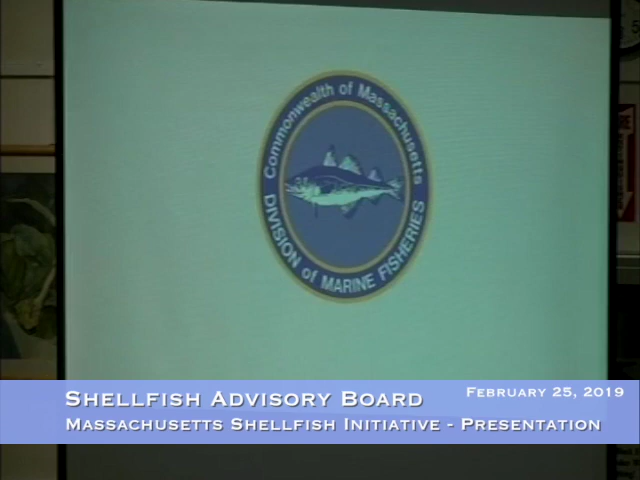 Commonwealth of Massachusetts
DIVISION of MARINE FISHERIES
SHELLFISH ADVISORY BOARD
FEBRUARY 25, 2019
MASSACHUSETTS SHELLFISH INITIATIVE - PRESENTATION